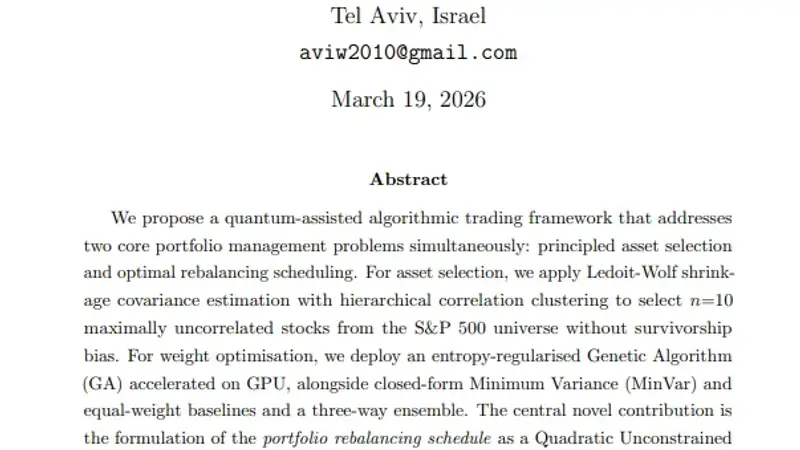 Tel Aviv, Israel
aviw2010@gmail.com
March 19, 2026
Abstract
We propose a quantum-assisted algorithmic trading framework that addresses
two core portfolio management problems simultaneously: principled asset selection
and optimal rebalancing scheduling. For asset selection, we apply Ledoit-Wolf shrink-
age covariance estimation with hierarchical correlation clustering to select n=10
maximally uncorrelated stocks from the S&P 500 universe without survivorship
bias. For weight optimisation, we deploy an entropy-regularised Genetic Algorithm
(GA) accelerated on GPU, alongside closed-form Minimum Variance (MinVar) and
equal-weight baselines and a three-way ensemble. The central novel contribution is
the formulation of the portfolio rebalancing schedule as a Quadratic Unconstrained